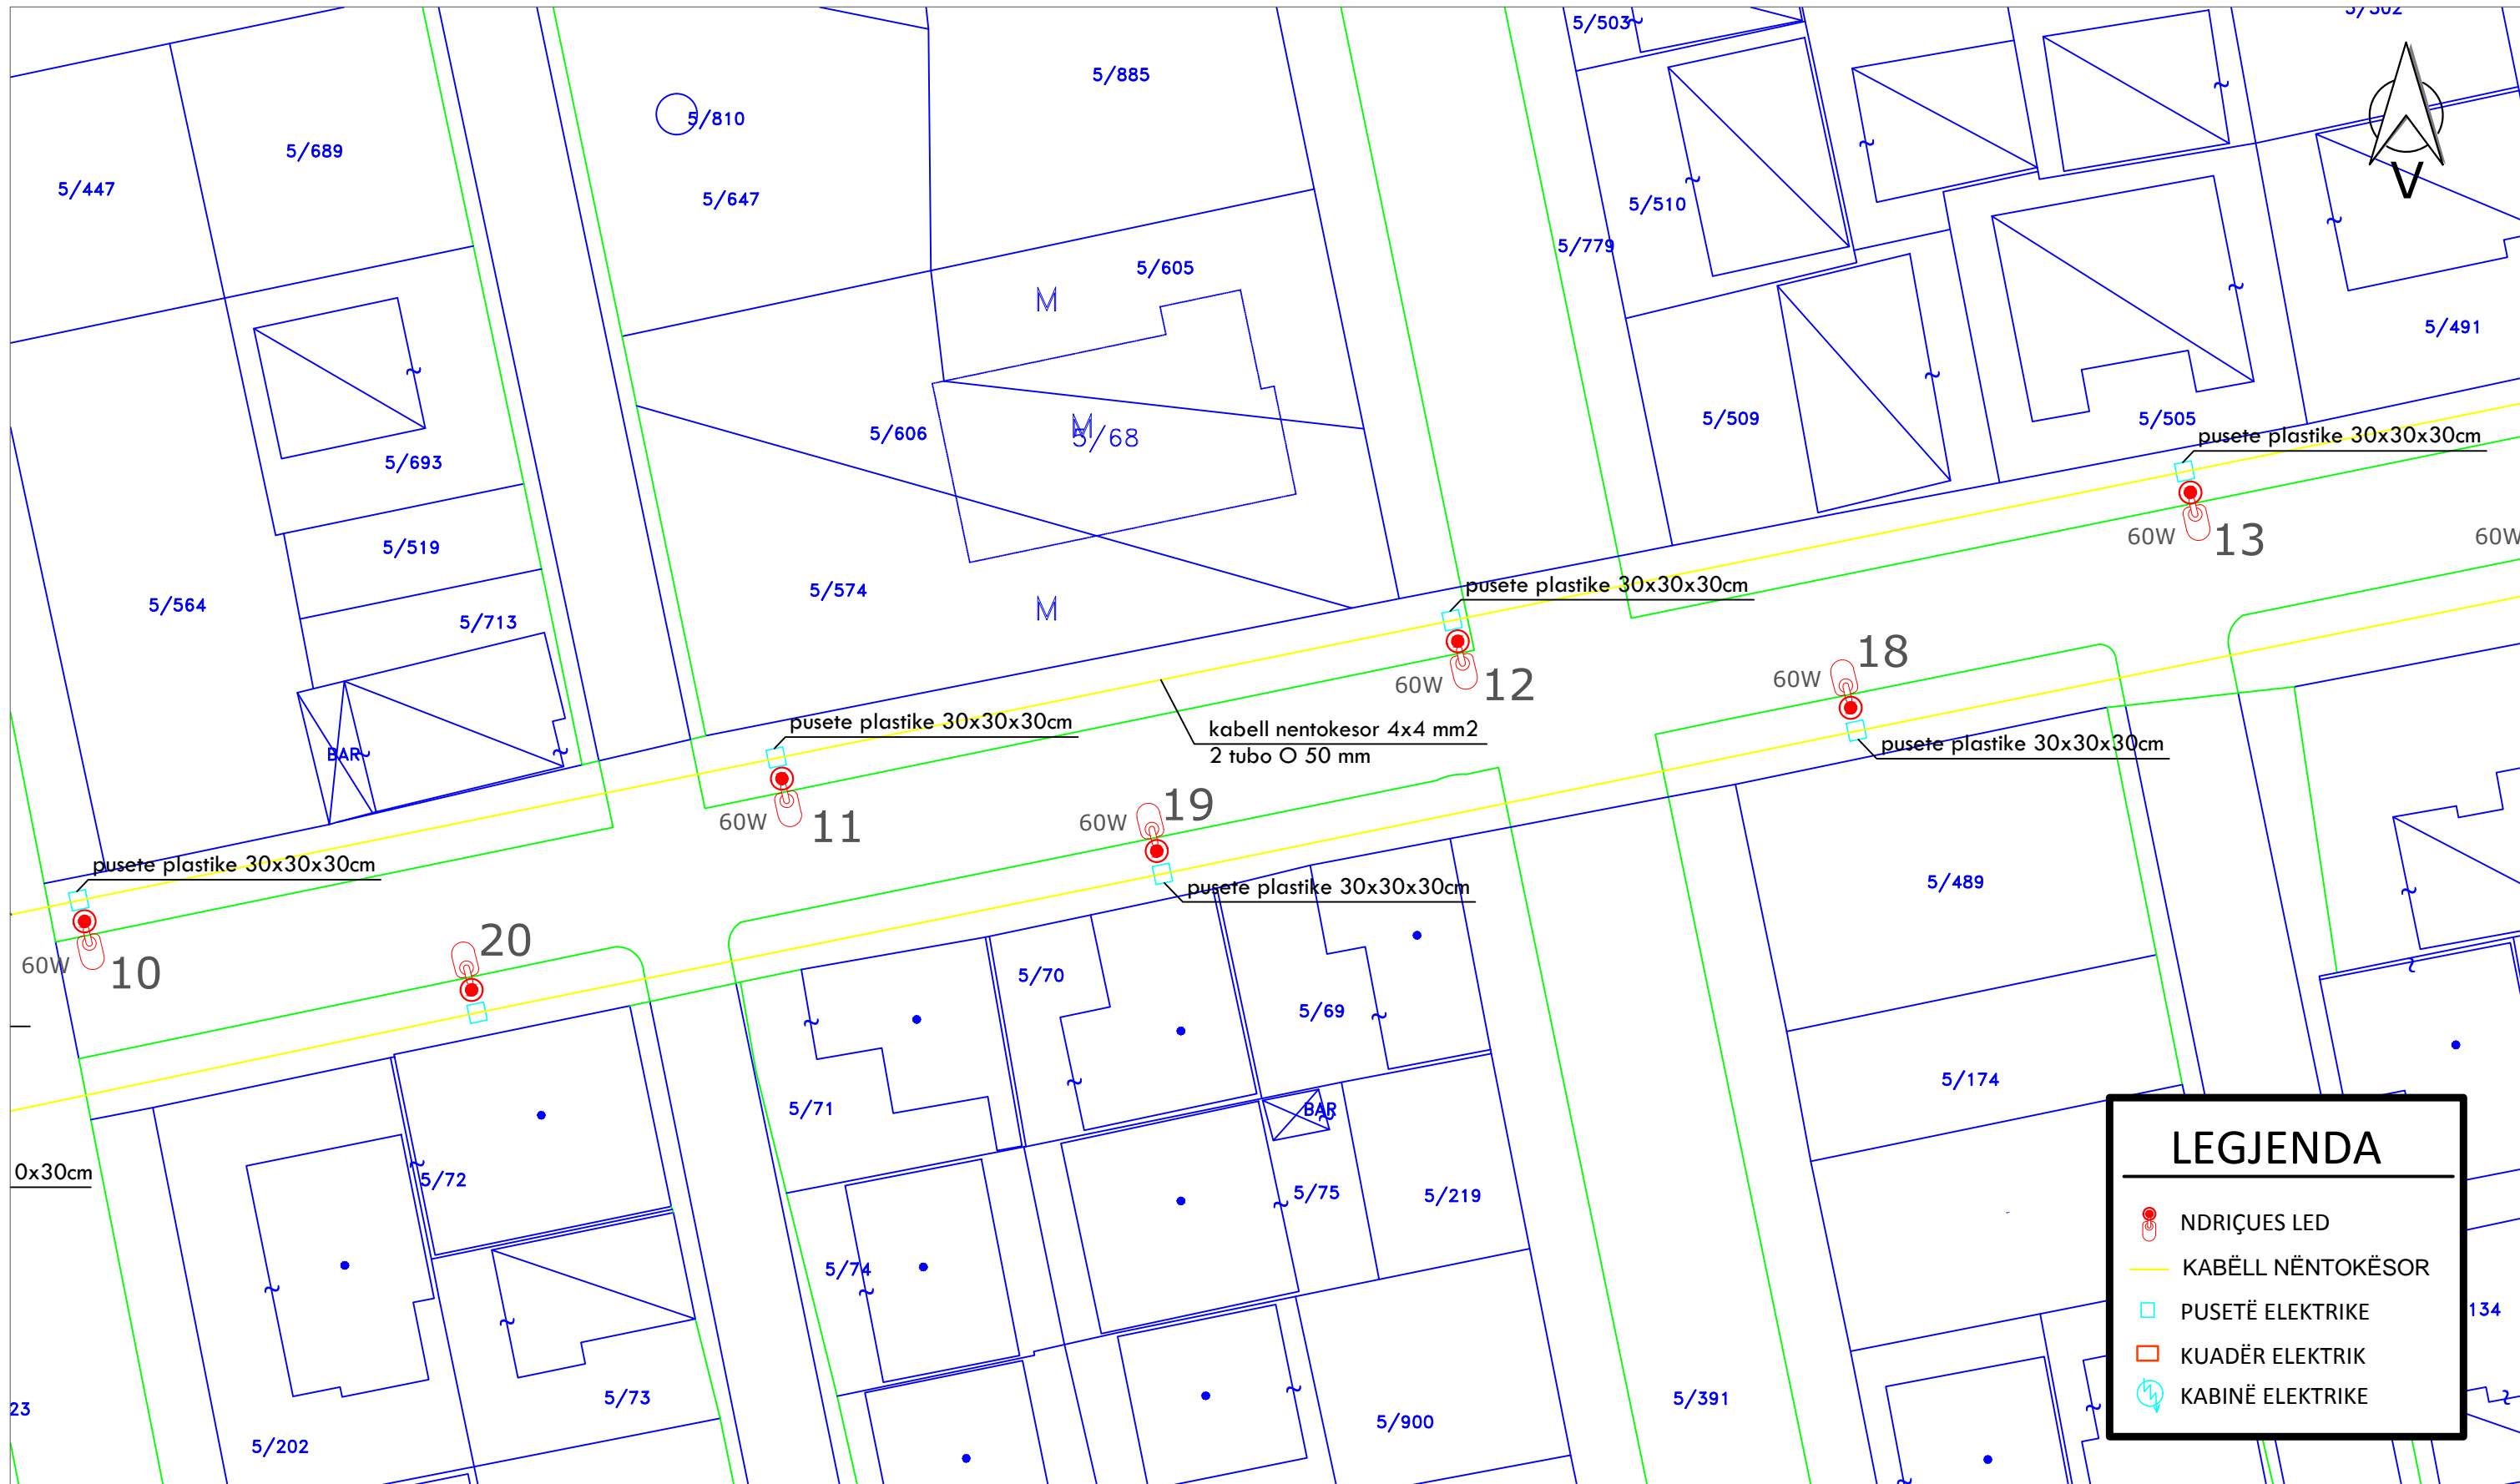 5/503
5/302
5/885
5/810
5/689
5/447
5/647
5/510
V
5/779
5/605
M
5/491
5/509
5/505
5/606
M
5/68
pusete plastike 30x30x30cm
5/693
60W
13
60W
5/519
5/574
pusete plastike 30x30x30cm
5/564
M
5/713
60W
12
60W
18
pusete plastike 30x30x30cm
kabell nentokesor 4x4 mm2
2 tubo O 50 mm
pusete plastike 30x30x30cm
BAR
60W
11
60W
19
pusete plastike 30x30x30cm
pusete plastike 30x30x30cm
5/489
60W
10
20
5/70
5/69
5/174
5/71
BAR
0x30cm
5/72
5/75
5/219
5/74
134
5/73
5/391
23
5/202
5/900
LEGJENDA
NDRIÇUES LED
KABËLL NËNTOKËSOR
PUSETË ELEKTRIKE
KUADËR ELEKTRIK
KABINË ELEKTRIKE